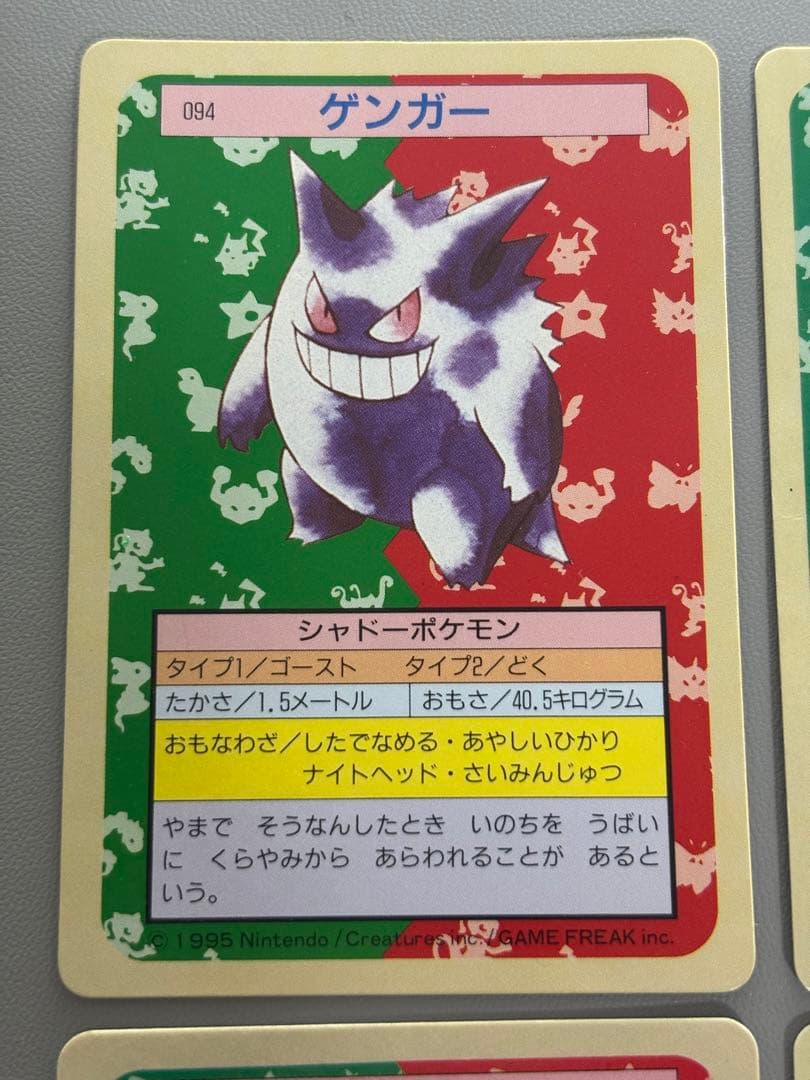 094 ゲンガー
シャドーポケモン
タイプ1/ゴースト タイプ2/どく
たかさ/1.5メートル おもさ/40.5キログラム
おもなわざ/したでなめる・あやしいひかり
ナイトヘッド・さいみんじゅつ
やまで そうなんしたとき いのちを うばい
に くらやみから あらわれることが あると
いう。
© 1995 Nintendo/Creatures inc./GAME FREAK inc.